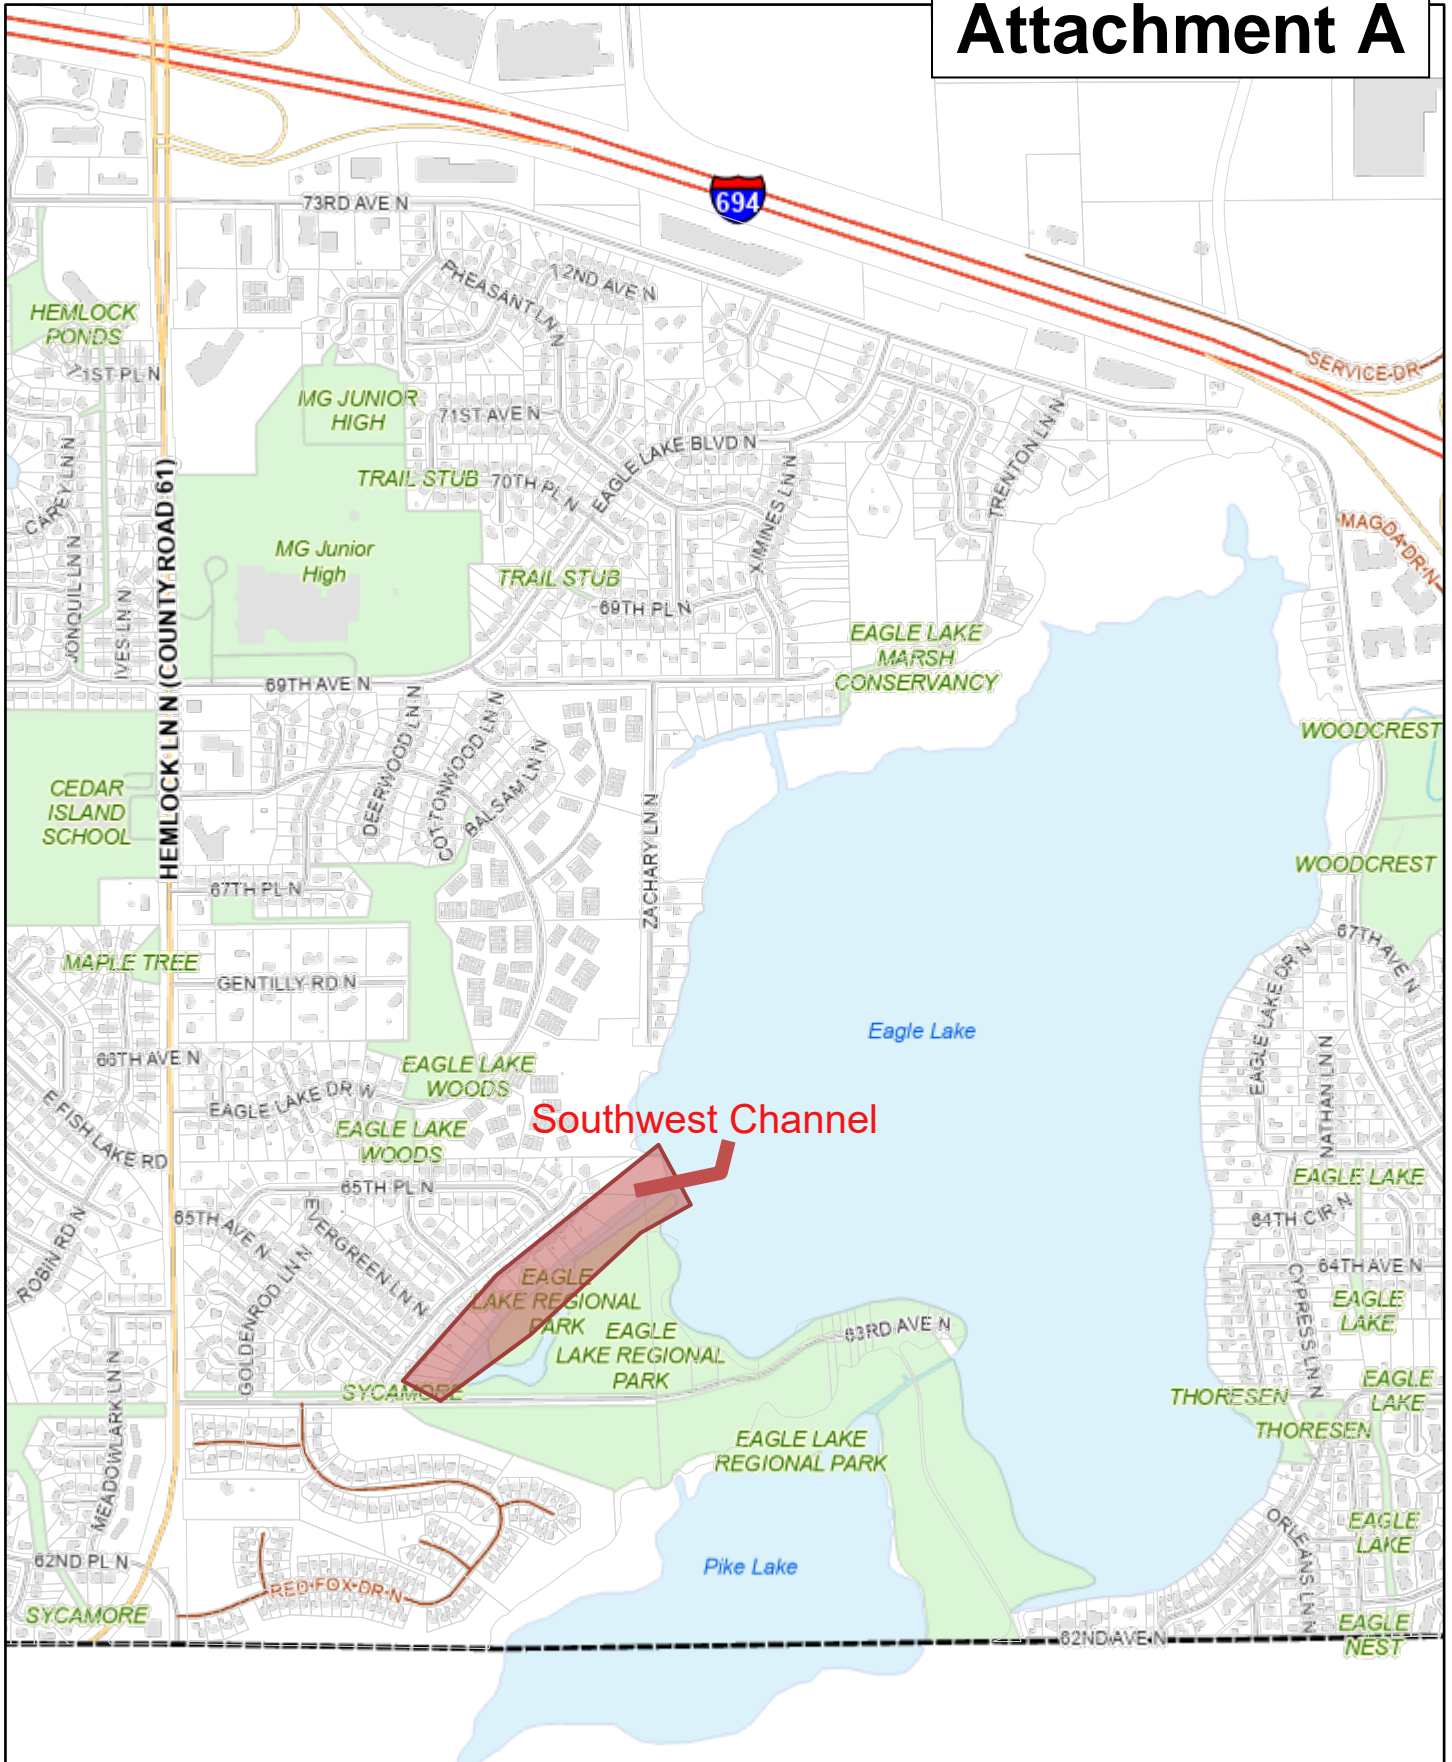 Attachment A
694
73RD AVE N
PHEASANT LN N
72ND AVE N
HEMLOCK
PONDS
71ST PL N
SERVICE DR
MG JUNIOR
HIGH
71ST AVE N
EAGLE LAKE BLVD N
TRENTON LN N
TRAIL STUB
70TH PL N
CAREY LN N
XIMINES LN N
MAGDA DR N
MG Junior
High
TRAIL STUB
69TH PL N
JONQUIL LN N
IVES LN N
HEMLOCK LN N (COUNTY ROAD 61)
EAGLE LAKE
MARSH
CONSERVANCY
69TH AVE N
DEERWOOD LN N
COTTONWOOD LN N
BALSAM LN N
WOODCREST
CEDAR
ISLAND
SCHOOL
ZACHARY LN N
WOODCREST
67TH PL N
67TH AVE N
MAPLE TREE
GENTILLY RD N
EAGLE LAKE DR N
Eagle Lake
66TH AVE N
EAGLE LAKE
WOODS
NATHAN LN N
E FISH LAKE RD
EAGLE LAKE DR W
Southwest Channel
EAGLE LAKE
WOODS
65TH PL N
EAGLE LAKE
65TH AVE N
EVERGREEN LN N
64TH CIR N
ROBIN RD N
GOLDENROD LN N
64TH AVE N
CYPRESS LN N
EAGLE
LAKE REGIONAL
PARK
EAGLE
LAKE
EAGLE
LAKE REGIONAL
PARK
63RD AVE N
SYCAMORE
MEADOWLARK LN N
THORESEN
EAGLE
LAKE
THORESEN
EAGLE LAKE
REGIONAL PARK
ORLEANS LN N
EAGLE
LAKE
62ND PL N
Pike Lake
RED FOX DR N
SYCAMORE
62ND AVE N
EAGLE
NEST